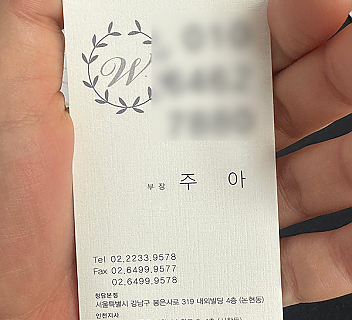 W
부장 주 아
Tel 02.2233.9578
Fax 02.6499.9577
02.6499.9578
청담본점
서울특별시 강남구 봉은사로 319 내외빌딩 4층 (논현동)
인천지사